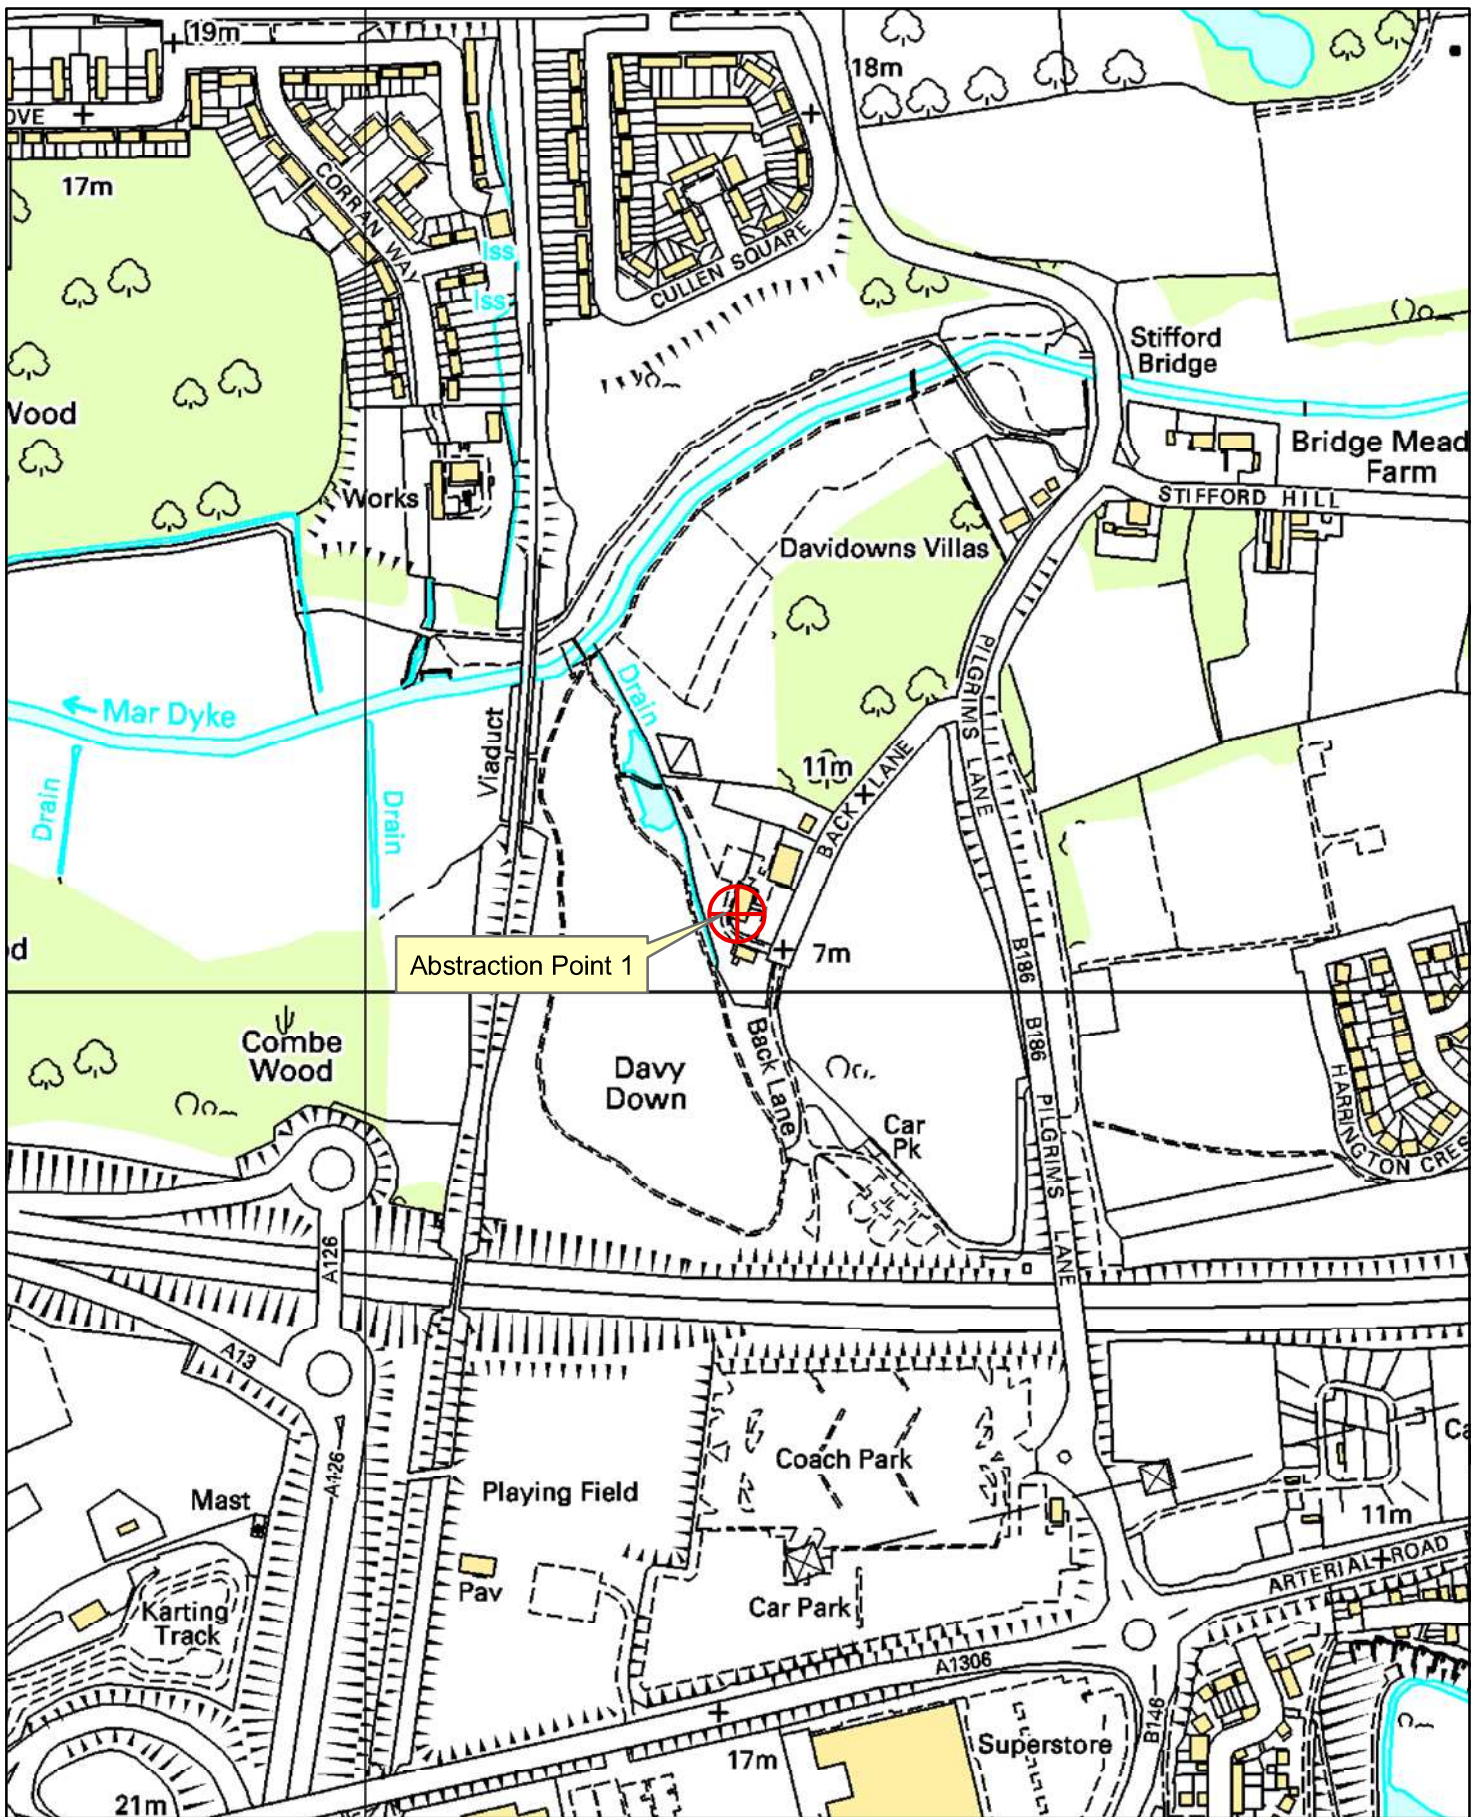 19m
18m
OVE
17m
CORRAN WAY
Iss
Iss
CULLEN SQUARE
Stifford
Bridge
Wood
Bridge Mead
Farm
Works
STIFFORD HILL
Davidowns Villas
PILGRIMS LANE
Drain
Mar Dyke
Viaduct
11m
BACK LANE
Drain
Drain
od
Abstraction Point 1
7m
B186
B186
Combe
Wood
Davy
Down
Back Lane
Car
Pk
PILGRIMS LANE
HARRINGTON CRES
A126
A13
A126
Coach Park
Ca
Playing Field
Mast
11m
ARTERIAL ROAD
Pav
Car Park
Karting
Track
A1306
B146
17m
Superstore
21m